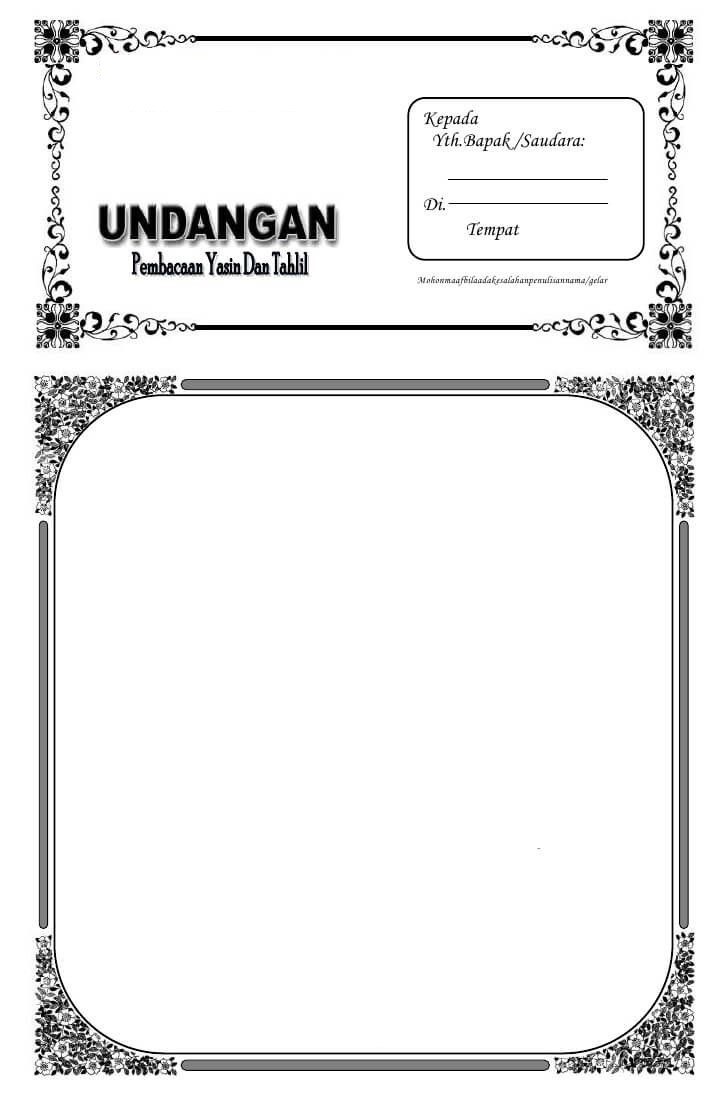 UNDANGAN
Pembacaan Yasin Dan Tahlil
Kepada
Yth.Bapak /Saudara:
Di.
Tempat
Mohonmaafbilaadakesalahanpenulisannama/gelar